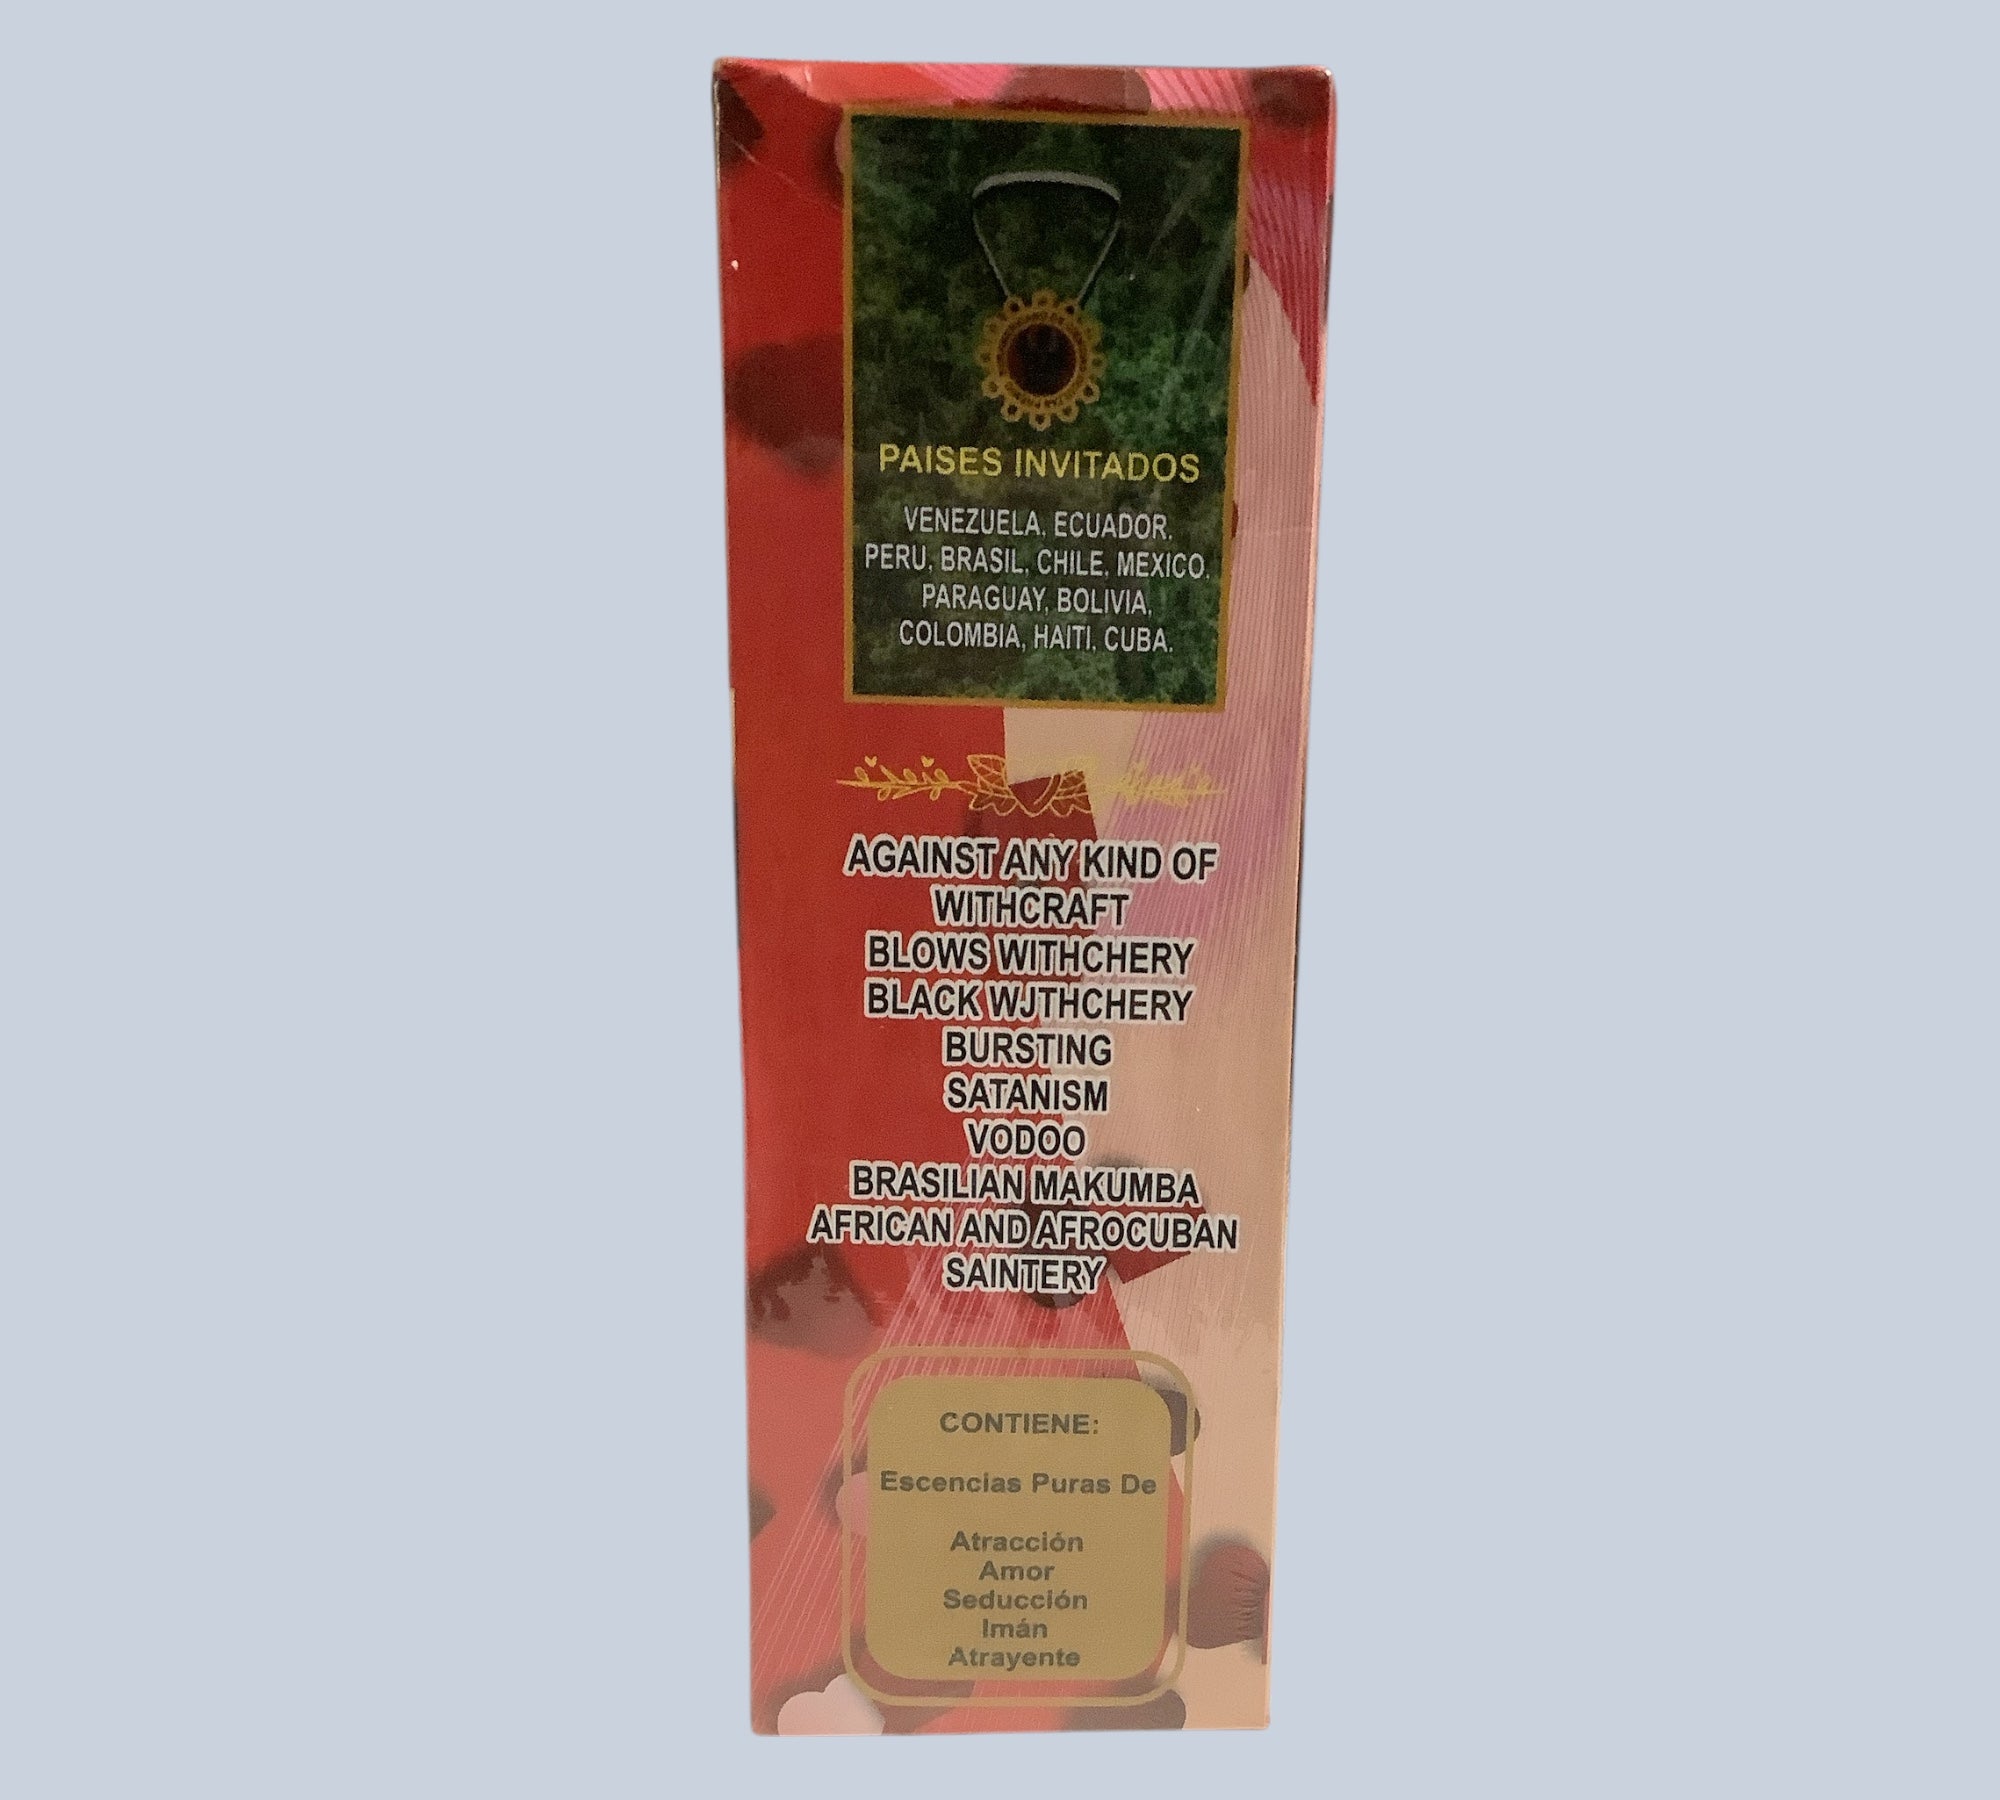 PAISES INVITADOS
VENEZUELA, ECUADOR,
PERU, BRASIL, CHILE, MEXICO,
PARAGUAY, BOLIVIA,
COLOMBIA, HAITI, CUBA.
AGAINST ANY KIND OF
WITHCRAFT
BLOWS WITHCHERY
BLACK WJTHCHERY
BURSTING
SATANISM
VODOO
BRASILIAN MAKUMBA
AFRICAN AND AFROCUBAN
SAINTERY
CONTIENE:
Escencias Puras De
Atracción
Amor
Seducción
Imán
Atrayente